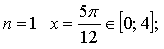 n = 1 x = 5π/12 ∈ [0; 4];